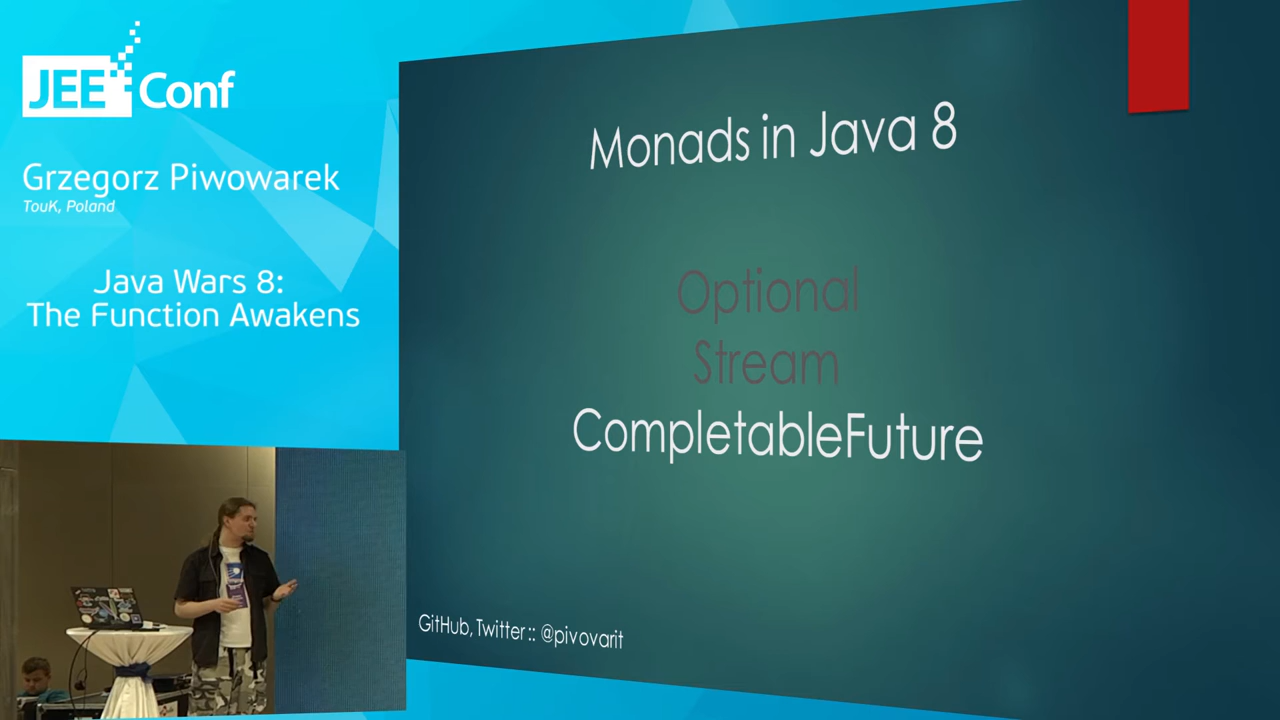 JEE Conf
Grzegorz Piwowarek
TouK, Poland
Java Wars 8:
The Function Awakens
Monads in Java 8
Optional
Stream
CompletableFuture
GitHub, Twitter :: @pivovarit